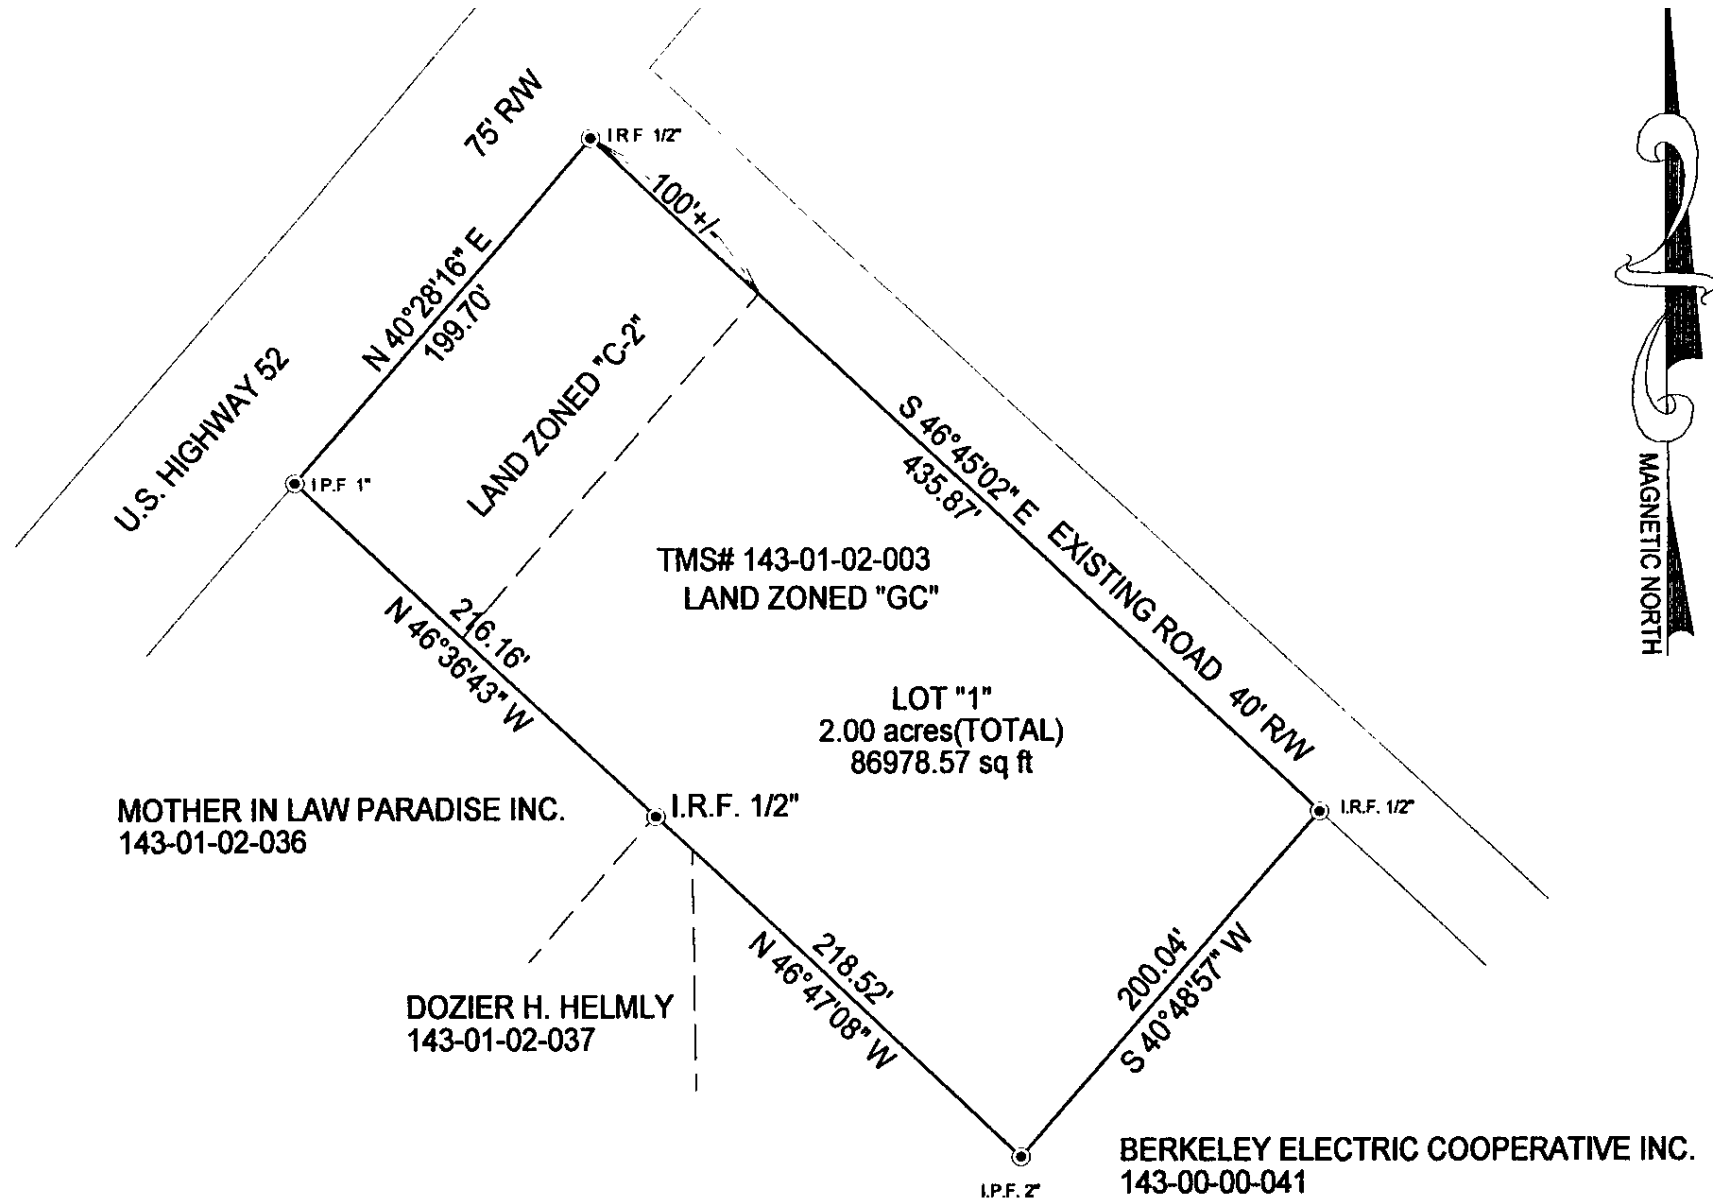 75' R/W
I.R.F. 1/2"
100'+/-
N 40°28'16" E
199.70'
U.S. HIGHWAY 52
I.P.F 1"
LAND ZONED "C-2"
S 46°45'02" E EXISTING ROAD 40' R/W
435.87'
MAGNETIC NORTH
TMS# 143-01-02-003
LAND ZONED "GC"
216.16'
N 46°36'43" W
LOT "1"
2.00 acres(TOTAL)
86978.57 sq ft
MOTHER IN LAW PARADISE INC.
143-01-02-036
I.R.F. 1/2"
I.R.F. 1/2"
218.52'
N 46°47'08" W
200.04'
S 40°48'57" W
DOZIER H. HELMLY
143-01-02-037
I.P.F. 2"
BERKELEY ELECTRIC COOPERATIVE INC.
143-00-00-041